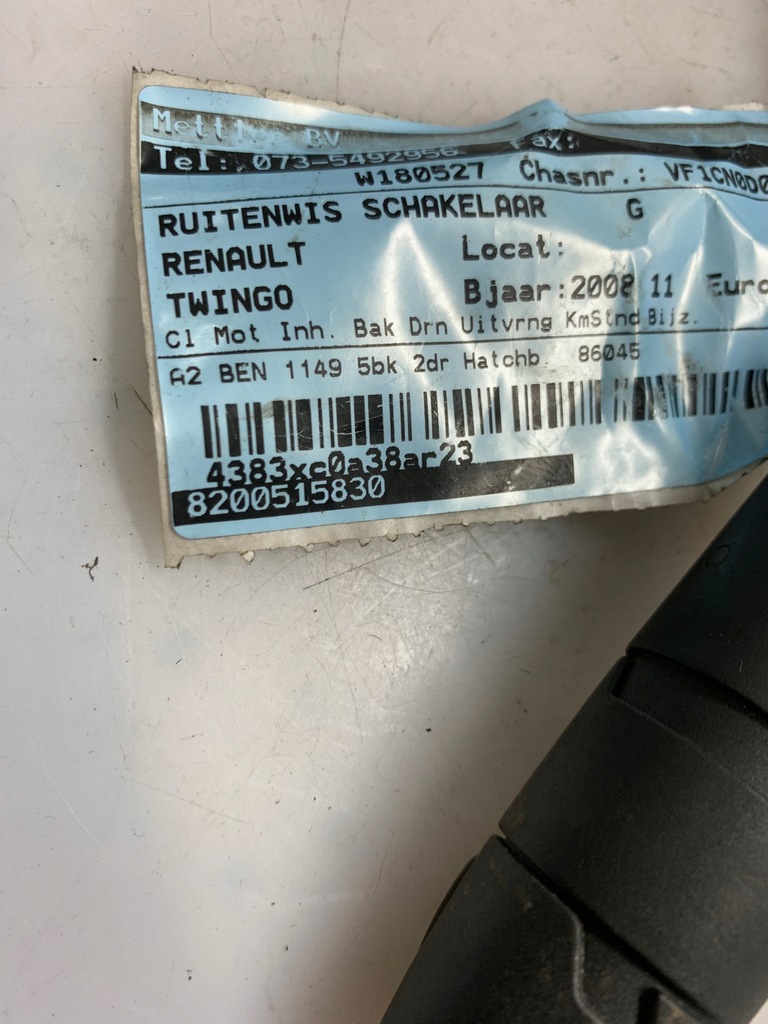 Mettler BV
Tel: 073-5492956 Fax:
W180527 Chasnr.: VF1CN0D0
RUITENWIS SCHAKELAAR G
RENAULT Locat:
TWINGO Bjaar:2008 11 Euro
Cl Mot Inh. Bak Drn Uitvrng KmStnd Bijz.
A2 BEN 1149 5bk 2dr Hatchb. 86045
4383xc0a38ar23
8200515830